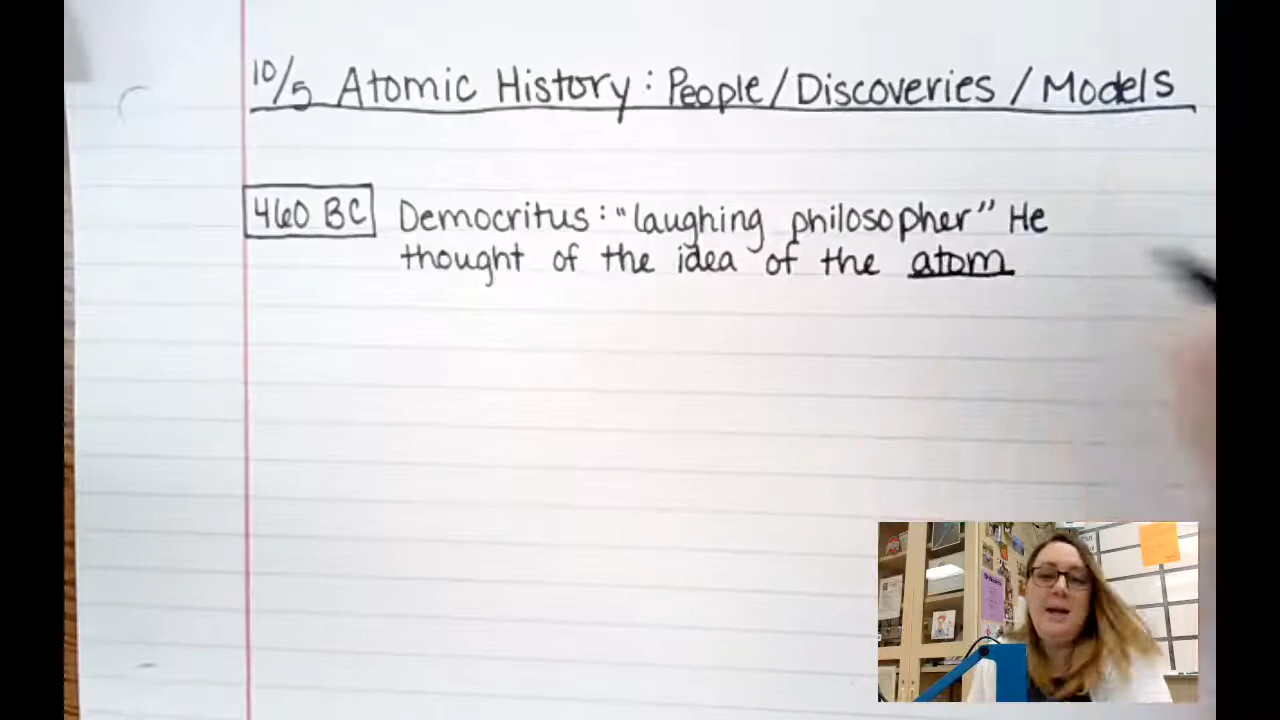 10/5 Atomic History: People/Discoveries/Models
460 BC Democritus: "laughing philosopher" He
thought of the idea of the atom